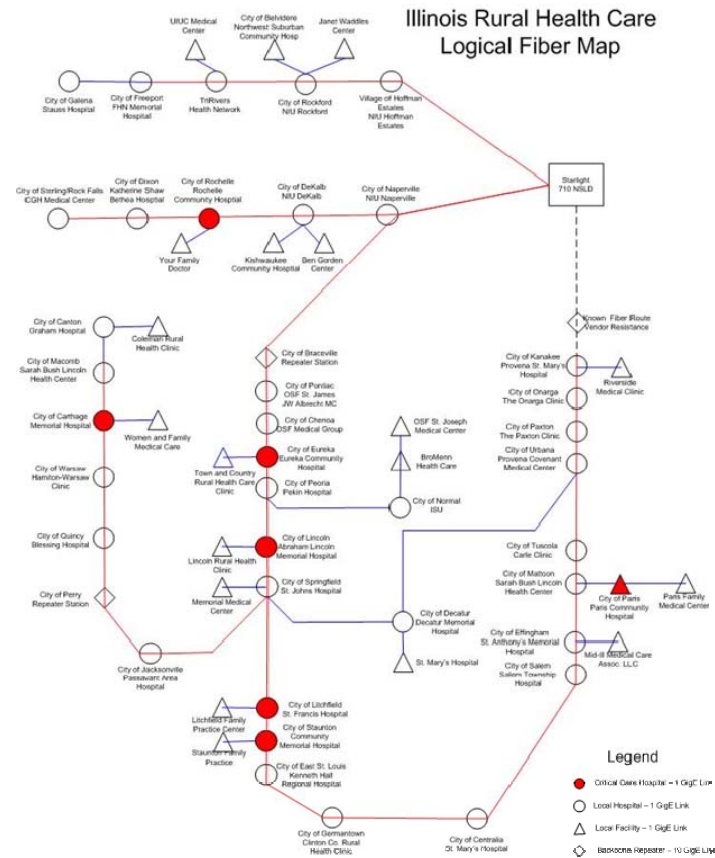 Illinois Rural Health Care
Logical Fiber Map
UIUC Medical
Center
City of Belvidere
Northwest Suburban
Community Hosp
Janet Waddles
Center
City of Galena
Stauss Hospital
City of Freeport
FHN Memorial
Hospital
TriRivers
Health Network
City of Rockford
NIU Rockford
Village of Hoffman
Estates
NIU Hoffman
Estates
Starlight
710 NSLD
City of Sterling/Rock Falls
CGH Medical Center
City of Dixon
Katherine Shaw
Bethea Hospital
City of Rochelle
Rochelle
Community Hosptial
City of DeKalb
NIU DeKalb
City of Naperville
NIU Naperville
Your Family
Doctor
Kishwaukee
Community Hosptial
Ben Gorden
Center
Known Fiber Route
Vendor Resistance
City of Canton
Graham Hospital
Coleman Rural
Health Clinic
City of Macomb
Sarah Bush Lincoln
Health Center
City of Carthage
Memorial Hospital
Women and Family
Medical Care
City of Warsaw
Hamston-Warsaw
Clinic
City of Quincy
Blessing Hospital
City of Perry
Repeater Station
City of Jacksonville
Passavant Area
Hospital
City of Braceville
Repeater Station
City of Pontiac
OSF St. James
JW Albrecht MC
City of Chenoa
OSF Medical Group
City of Eureka
Eureka Community
Hospital
Town and Country
Rural Health Care
Clinic
City of Peoria
Pekin Hospital
OSF St. Joseph
Medical Center
BroMenn
Health Care
City of Normal
ISU
City of Lincoln
Abraham Lincoln
Memorial Hospital
Lincoln Rural Health
Clinic
City of Springfield
St. Johns Hospital
Memorial Medical
Center
City of Decatur
Decatur Memorial
Hospital
St. Mary's Hospital
City of Litchfield
St. Francis Hospital
Litchfield Family
Practice Center
City of Staunton
Community
Memorial Hospital
Staunton Family
Practice
City of East St. Louis
Kenneth Hall
Regional Hospital
City of Germantown
Clinton Co. Rural
Health Clinic
City of Centralia
St. Mary's Hospital
City of Kanakee
Provena St. Mary's
Hospital
Riverside
Medical Clinic
City of Onarga
The Onarga Clinic
City of Paxton
The Paxton Clinic
City of Urbana
Provena Covenant
Medical Center
City of Tuscola
Carle Clinic
City of Mattoon
Sarah Bush Lincoln
Health Center
City of Paris
Paris Community
Hospital
Paris Family
Medical Center
City of Effingham
St. Anthony's Memorial
Hospital
Mid-Ill Medical Care
Assoc. LLC
City of Salem
Salem Township
Hospital
Legend
Critical Care Hospital – 1 GigE Link
Local Hospital – 1 GigE Link
Local Facility – 1 GigE Link
Backbone Repeater – 10 GigE Link